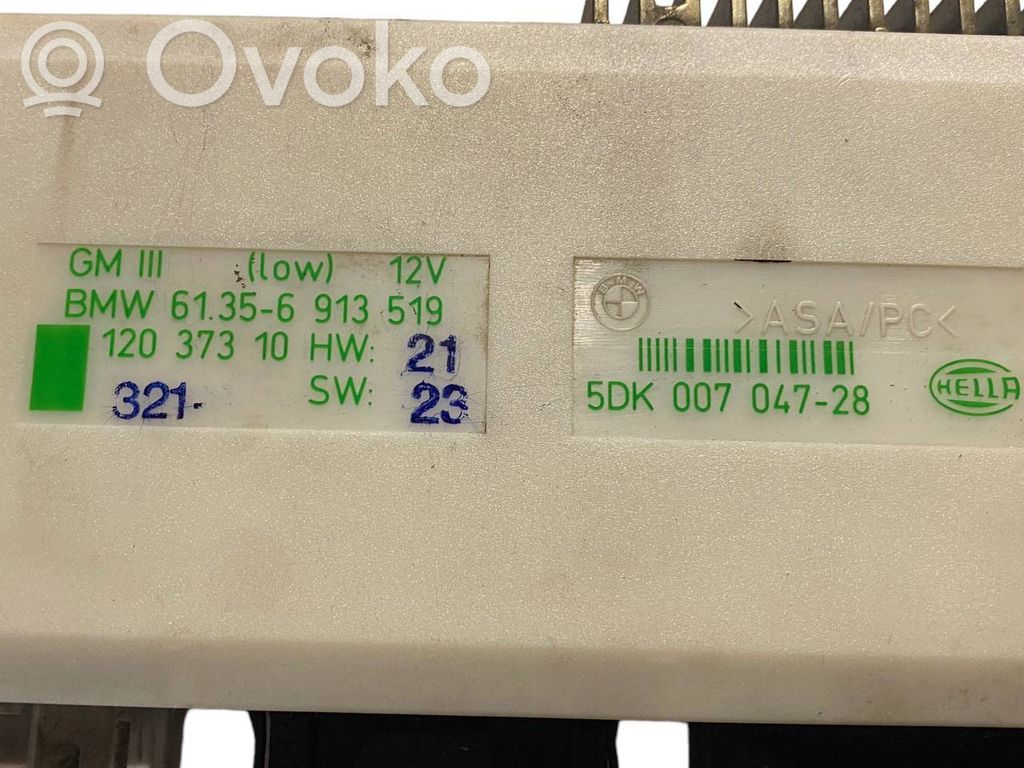 Ovoko
GM III (low) 12V
BMW 61.35-6 913 519
120 373 10 HW: 21
321- SW: 23
BMW
>ASA/PC<
5DK 007 047-28
HELLA